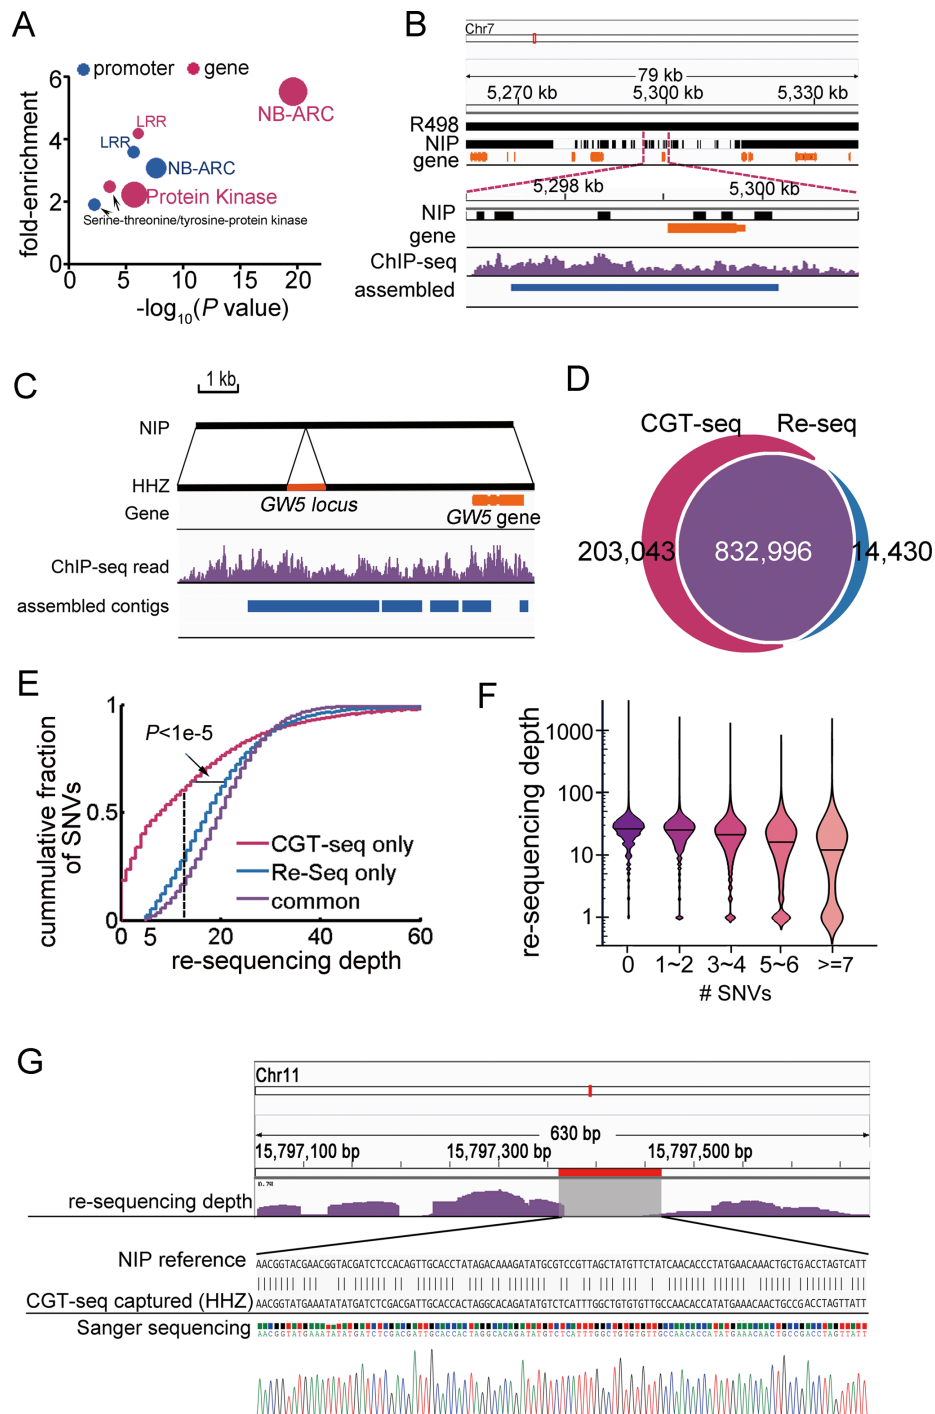 A
promoter
gene
6
4
2
0
fold-enrichment
NB-ARC
LRR
LRR
NB-ARC
Protein Kinase
Serine-threonine/tyrosine-protein kinase
0
5
10
15
20
-log10(P value)
B
Chr7
79 kb
5,270 kb
5,300 kb
5,330 kb
R498
NIP
gene
5,298 kb
5,300 kb
NIP
gene
ChIP-seq
assembled
C
1 kb
NIP
HHZ
GW5 locus
Gene
GW5 gene
ChIP-seq read
assembled contigs
D
CGT-seq
Re-seq
203,043
832,996
14,430
E
1
0.5
0
cummulative fraction
of SNVs
P<1e-5
CGT-seq only
Re-Seq only
common
0
5
20
40
60
re-sequencing depth
F
re-sequencing depth
1000
100
10
1
0
1~2
3~4
5~6
>=7
# SNVs
G
Chr11
630 bp
15,797,100 bp
15,797,300 bp
15,797,500 bp
re-sequencing depth
NIP reference
AACGGTACGAACGGTACGATCTCCACAGTTGCACCTATAGACAAAGATATGCGTCCGTTAGCTATGTTCTATCAACACCCTATGAACAAACTGCTGACCTAGTCATT
CGT-seq captured (HHZ)
AACGGTATGAAATATATGATCTCGACGATTGCACCACTAGGCACAGATATGTCTCATTTGGCTGTGTGTTGCCAACACCATATGAAACAACTGCCGACCTAGTTATT
Sanger sequencing
AACGGTATGAAATATATGATCTCGACGATTGCACCACTAGGCACAGATATGTCTCATTTGGCTGTGTGTTGCCAACACCATATGAAACAACTGCCGACCTAGTTATT